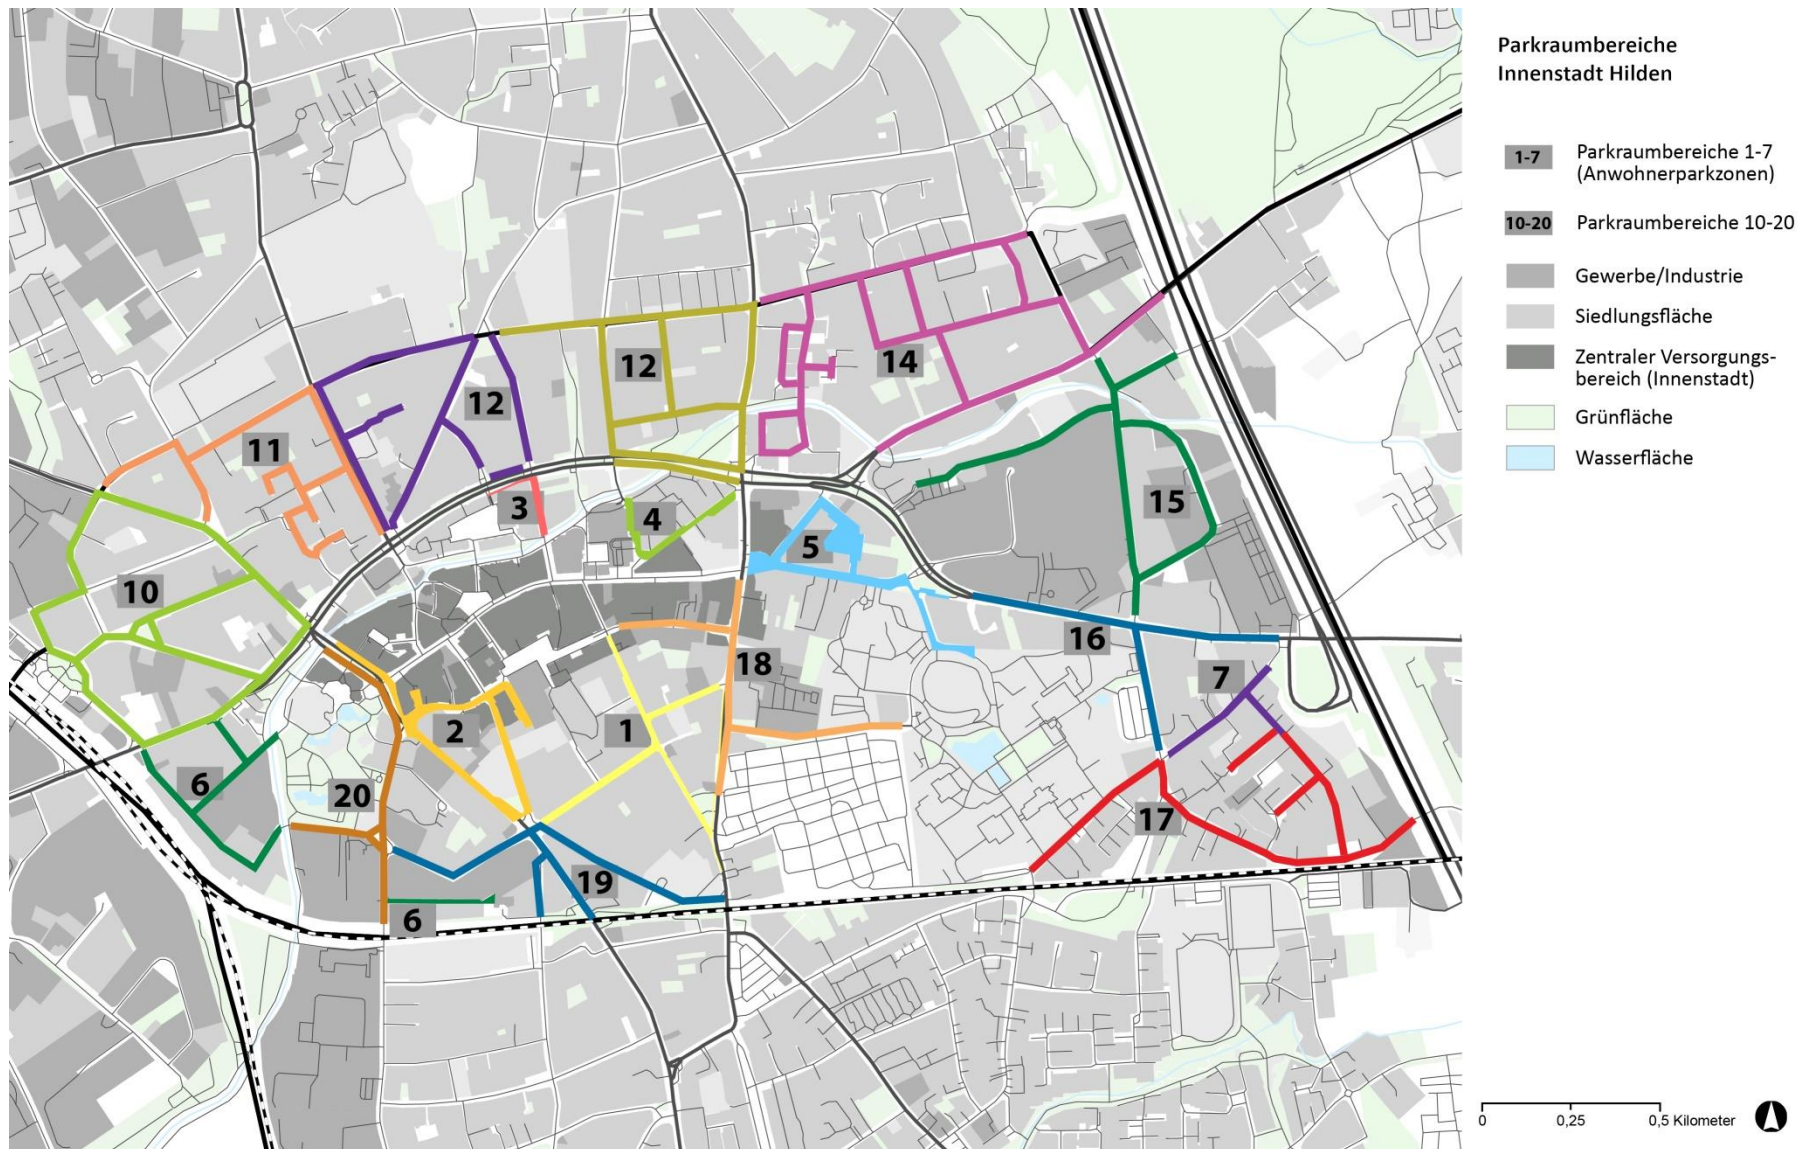 Parkraumbereiche
Innenstadt Hilden
1-7
Parkraumbereiche 1-7
(Anwohnerparkzonen)
10-20
Parkraumbereiche 10-20
Gewerbe/Industrie
Siedlungsfläche
Zentraler Versorgungs-
bereich (Innenstadt)
Grünfläche
Wasserfläche
12
14
12
11
3
4
15
5
10
16
18
7
2
1
6
20
17
19
6
0
0,25
0,5 Kilometer